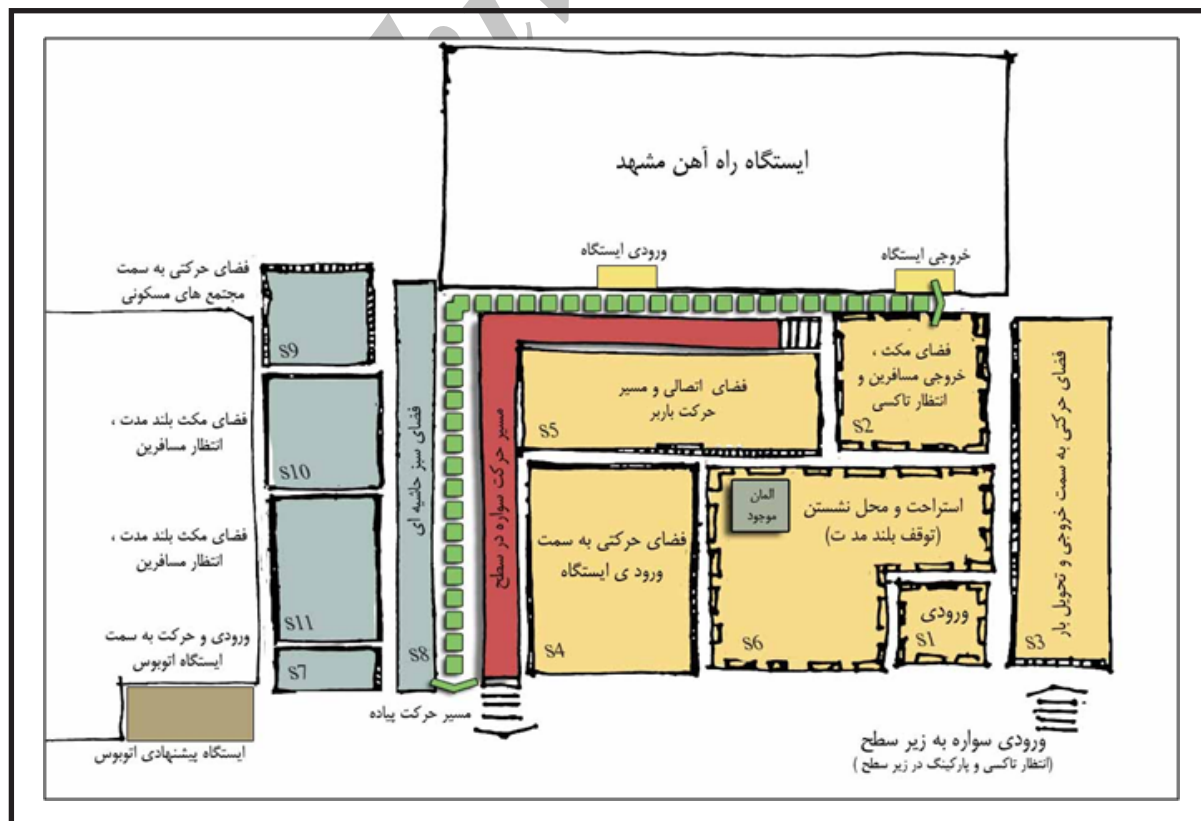 ایستگاه راه آهن مشهد
خروجی ایستگاه
ورودی ایستگاه
فضای حرکتی به سمت
مجتمع های مسکونی
S9
فضای مکث ،
خروجی مسافرین و
انتظار تاکسی
S2
فضای حرکتی به سمت خروجی و تحویل بار
S3
فضای اتصالی و مسیر
حرکت باربر
S5
مسیر حرکت سواره در سطح
فضای سبز حاشیه ای
S8
فضای مکث بلند مدت ،
انتظار مسافرین
S10
المان
موجود
استراحت و محل نشستن
(توقف بلند مد ت)
S6
فضای حرکتی به سمت
ورود ی ایستگاه
S4
فضای مکث بلند مدت ،
انتظار مسافرین
S11
ورودی
S1
ورودی و حرکت به سمت
ایستگاه اتوبوس
S7
مسیر حرکت پیاده
ایستگاه پیشنهادی اتوبوس
ورودی سواره به زیر سطح
(انتظار تاکسی و پارکینگ در زیر سطح )